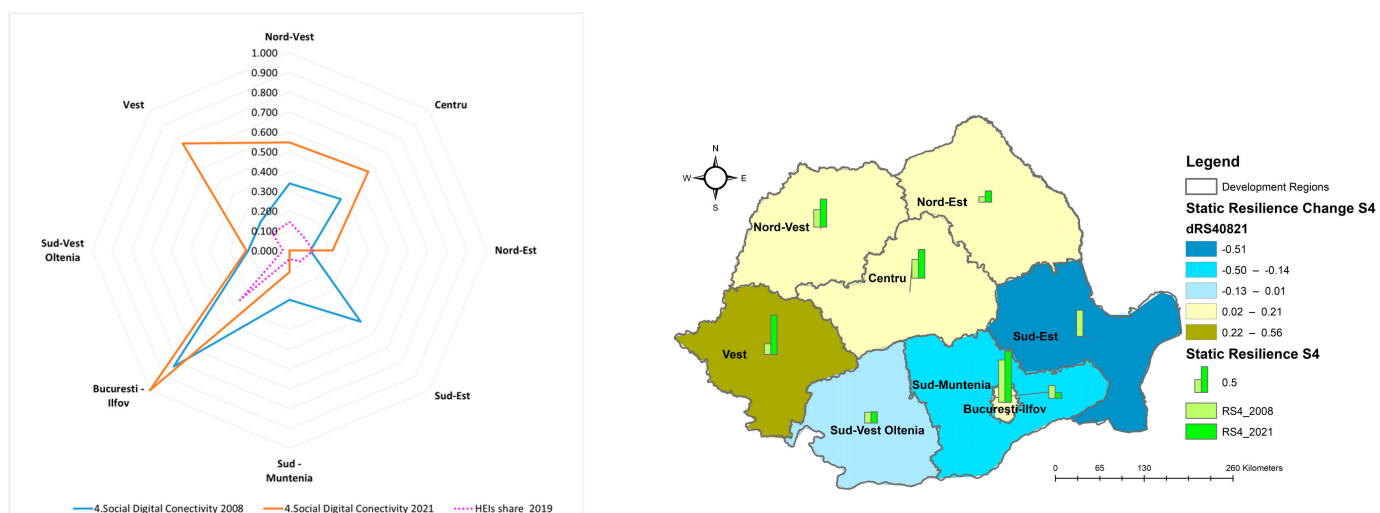 Nord-Vest
1.000
0.900
0.800
0.700
0.600
0.500
0.400
0.300
0.200
0.100
0.000
Centru
Nord-Est
Sud-Est
Sud -
Muntenia
Bucuresti -
Ilfov
Sud-Vest
Oltenia
Vest
4.Social Digital Conectivity 2008
4.Social Digital Conectivity 2021
HEIs share 2019
N
W
E
S
Nord-Vest
Nord-Est
Centru
Vest
Sud-Est
Sud-Muntenia
București-Ilfov
Sud-Vest Oltenia
Legend
Development Regions
Static Resilience Change S4
dRS40821
-0.51
-0.50 – -0.14
-0.13 – 0.01
0.02 – 0.21
0.22 – 0.56
Static Resilience S4
0.5
RS4_2008
RS4_2021
0 65 130 260 Kilometers